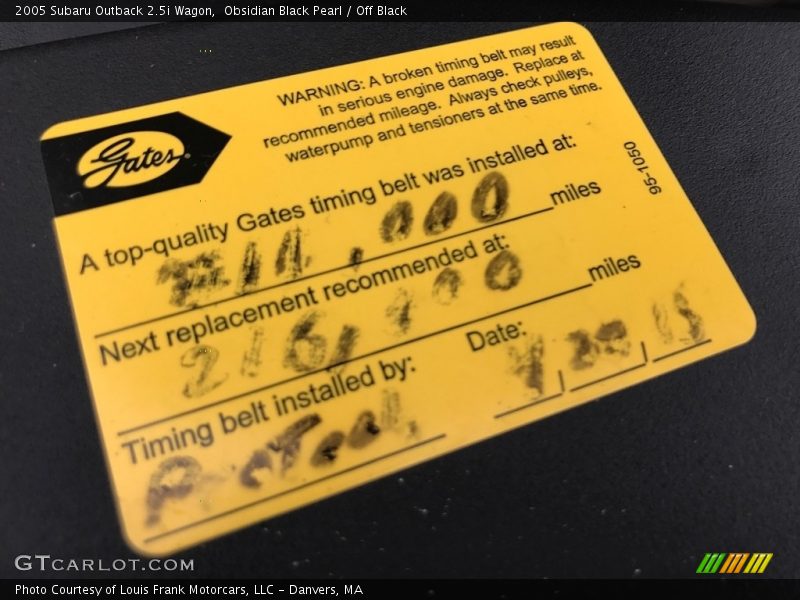 2005 Subaru Outback 2.5i Wagon, Obsidian Black Pearl / Off Black
WARNING: A broken timing belt may result
in serious engine damage. Replace at
recommended mileage. Always check pulleys,
waterpump and tensioners at the same time.
Gates
95-1050
A top-quality Gates timing belt was installed at:
111,000 miles
Next replacement recommended at:
miles
Timing belt installed by:
Date:
GTCARLOT.COM
Photo Courtesy of Louis Frank Motorcars, LLC - Danvers, MA